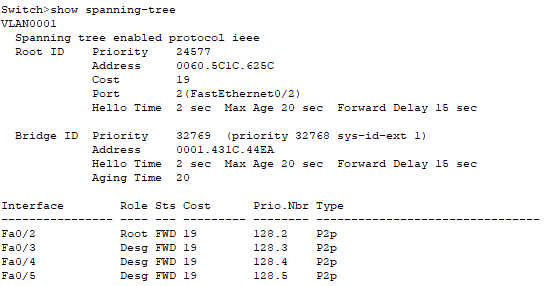 Switch>show spanning-tree
VLAN0001
  Spanning tree enabled protocol ieee
  Root ID    Priority    24577
             Address     0060.5C1C.625C
             Cost        19
             Port        2(FastEthernet0/2)
             Hello Time  2 sec  Max Age 20 sec  Forward Delay 15 sec

  Bridge ID  Priority    32769  (priority 32768 sys-id-ext 1)
             Address     0001.431C.44EA
             Hello Time  2 sec  Max Age 20 sec  Forward Delay 15 sec
             Aging Time  20

Interface        Role Sts Cost      Prio.Nbr Type
---------------- ---- --- --------- -------- --------------------------------
Fa0/2            Root FWD 19        128.2    P2p
Fa0/3            Desg FWD 19        128.3    P2p
Fa0/4            Desg FWD 19        128.4    P2p
Fa0/5            Desg FWD 19        128.5    P2p